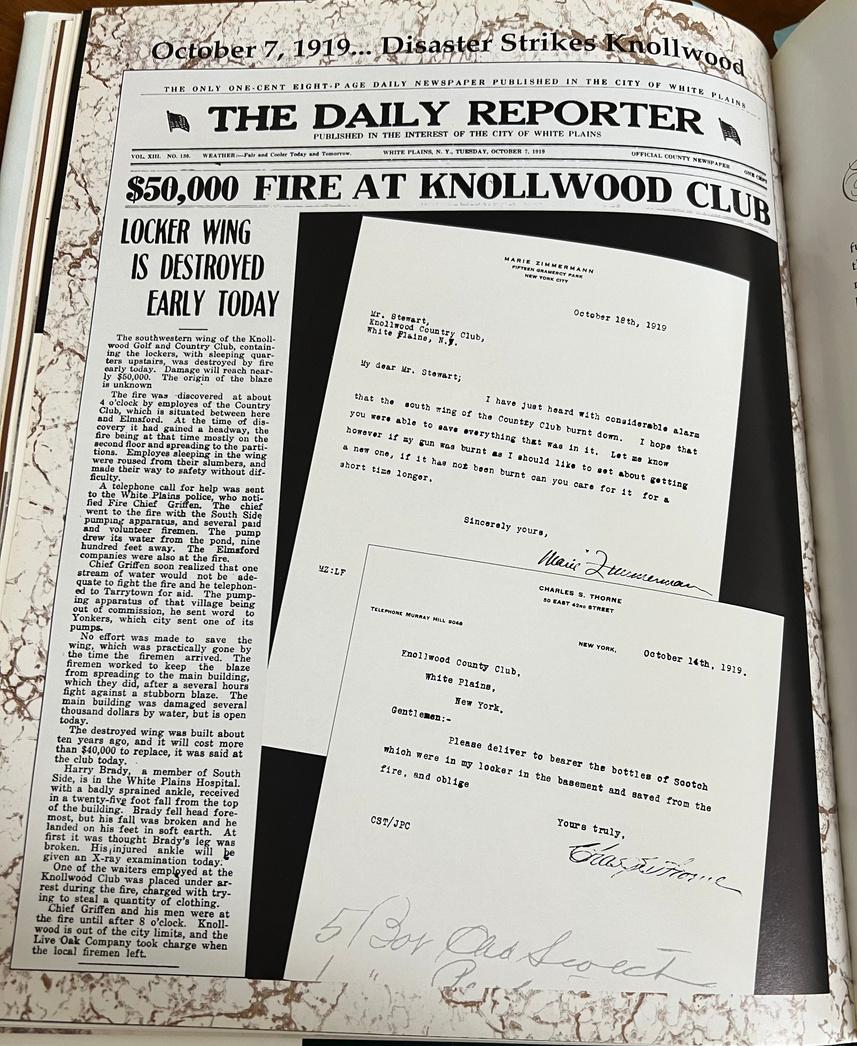 October 7, 1919... Disaster Strikes Knollwood
THE ONLY ONE-CENT EIGHT-PAGE DAILY NEWSPAPER PUBLISHED IN THE CITY OF WHITE PLAINS
THE DAILY REPORTER
PUBLISHED IN THE INTEREST OF THE CITY OF WHITE PLAINS
VOL. XIII. NO. 136. WEATHER:—Fair and Cooler Today and Tomorrow. WHITE PLAINS, N. Y., TUESDAY, OCTOBER 7, 1919 OFFICIAL COUNTY NEWSPAPER ONE CENT
$50,000 FIRE AT KNOLLWOOD CLUB
LOCKER WING
IS DESTROYED
EARLY TODAY
The southwestern wing of the Knoll-
wood Golf and Country Club, contain-
ing the lockers, with sleeping quar-
ters upstairs, was destroyed by fire
early today. Damage will reach near-
ly $50,000. The origin of the blaze
is unknown
The fire was discovered at about
4 o'clock by employes of the Country
Club, which is situated between here
and Elmsford. At the time of dis-
covery it had gained a headway, the
fire being at that time mostly on the
second floor and spreading to the parti-
tions. Employes sleeping in the wing
were roused from their slumbers, and
made their way to safety without dif-
ficulty.
A telephone call for help was sent
to the White Plains police, who noti-
fied Fire Chief Griffen. The chief
went to the fire with the South Side
pumping apparatus, and several paid
and volunteer firemen. The pump
drew its water from the pond, nine
hundred feet away. The Elmsford
companies were also at the fire.
Chief Griffen soon realized that one
stream of water would not be ade-
quate to fight the fire and he telephon-
ed to Tarrytown for aid. The pump-
ing apparatus of that village being
out of commission, he sent word to
Yonkers, which city sent one of its
pumps.
No effort was made to save the
wing, which was practically gone by
the time the firemen arrived. The
firemen worked to keep the blaze
from spreading to the main building,
which they did, after a several hours
fight against a stubborn blaze. The
main building was damaged several
thousand dollars by water, but is open
today.
The destroyed wing was built about
ten years ago, and it will cost more
than $40,000 to replace, it was said at
the club today.
Harry Brady, a member of South
Side, is in the White Plains Hospital.
with a badly sprained ankle, received
in a twenty-five foot fall from the top
of the building. Brady fell head fore-
most, but his fall was broken and he
landed on his feet in soft earth. At
first it was thought Brady's leg was
broken. His injured ankle will be
given an X-ray examination today.
One of the waiters employed at the
Knollwood Club was placed under ar-
rest during the fire, charged with try-
ing to steal a quantity of clothing.
Chief Griffen and his men were at
the fire until after 8 o'clock. Knoll-
wood is out of the city limits, and the
Live Oak Company took charge when
the local firemen left.
MARIE ZIMMERMANN
FIFTEEN GRAMERCY PARK
NEW YORK CITY
October 18th, 1919
Mr. Stewart,
Knollwood Country Club,
White Plains, N.Y.
My dear Mr. Stewart;
I have just heard with considerable alarm
that the south wing of the Country Club burnt down. I hope that
you were able to save everything that was in it. Let me know
however if my gun was burnt as I should like to set about getting
a new one, if it has not been burnt can you care for it for a
short time longer.
Sincerely yours,
Marie Zimmermann
MZ:LF
CHARLES S. THORNE
50 EAST 42ND STREET
TELEPHONE MURRAY HILL 9048
NEW YORK, October 14th, 1919.
Knollwood County Club,
White Plains,
New York.
Gentlemen:-
Please deliver to bearer the bottles of Scotch
which were in my locker in the basement and saved from the
fire, and oblige
Yours truly,
CST/JPC
Chas S Thorne
5 Bot Scotch
1 "